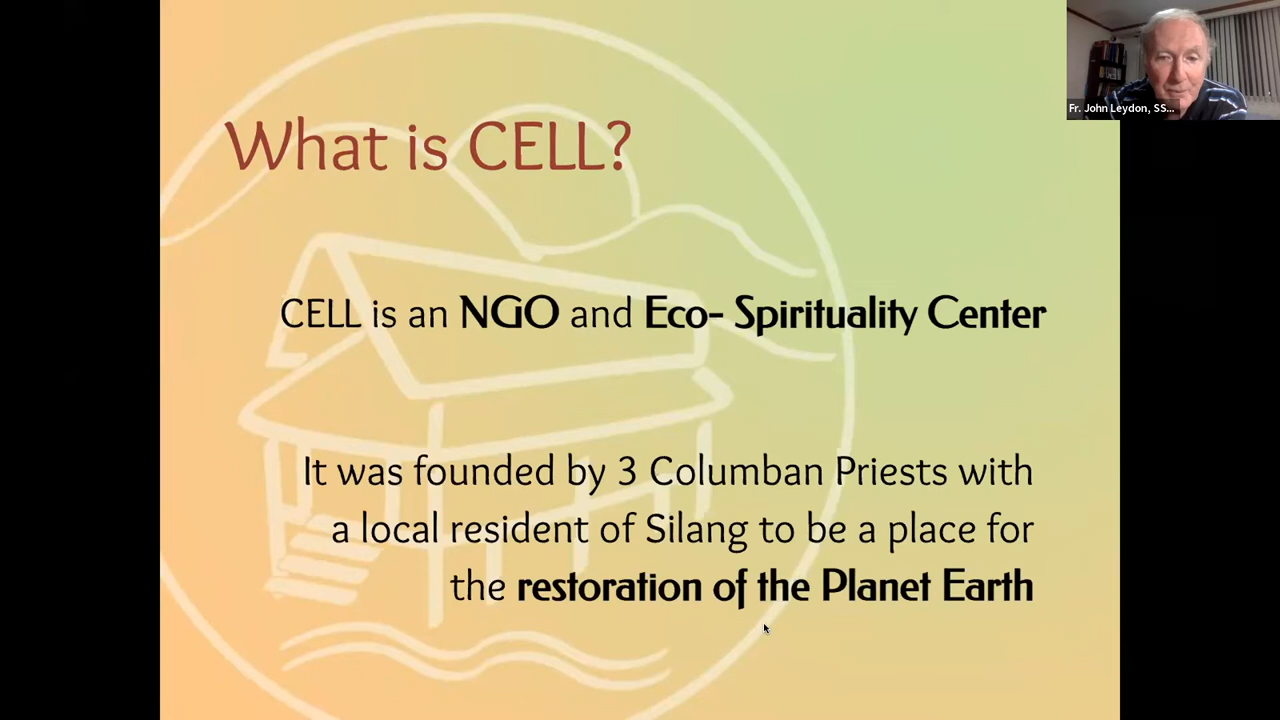 What is CELL?
Fr. John Leydon, SS...
CELL is an NGO and Eco- Spirituality Center
It was founded by 3 Columban Priests with
a local resident of Silang to be a place for
the restoration of the Planet Earth